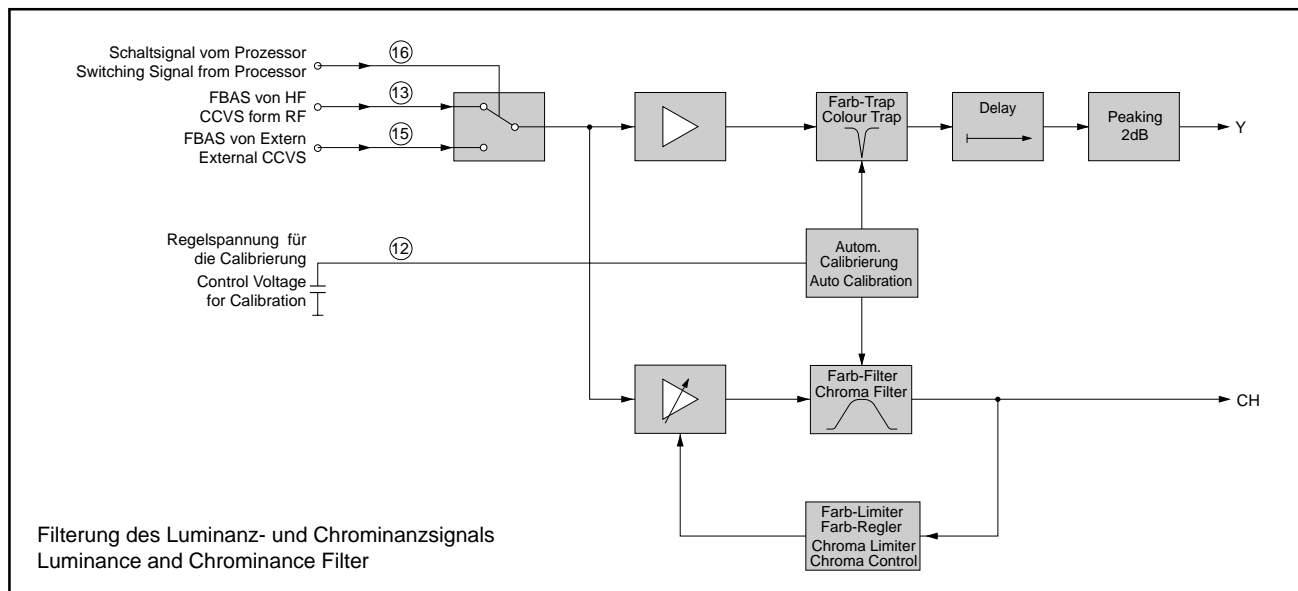 Schaltsignal vom Prozessor
Switching Signal from Processor
16
FBAS von HF
CCVS form RF
13
FBAS von Extern
External CCVS
15
Farb-Trap
Colour Trap
Delay
Peaking
2dB
Y
Regelspannung für
die Calibrierung
Control Voltage
for Calibration
12
Autom.
Calibrierung
Auto Calibration
Farb-Filter
Chroma Filter
CH
Farb-Limiter
Farb-Regler
Chroma Limiter
Chroma Control
Filterung des Luminanz- und Chrominanzsignals
Luminance and Chrominance Filter